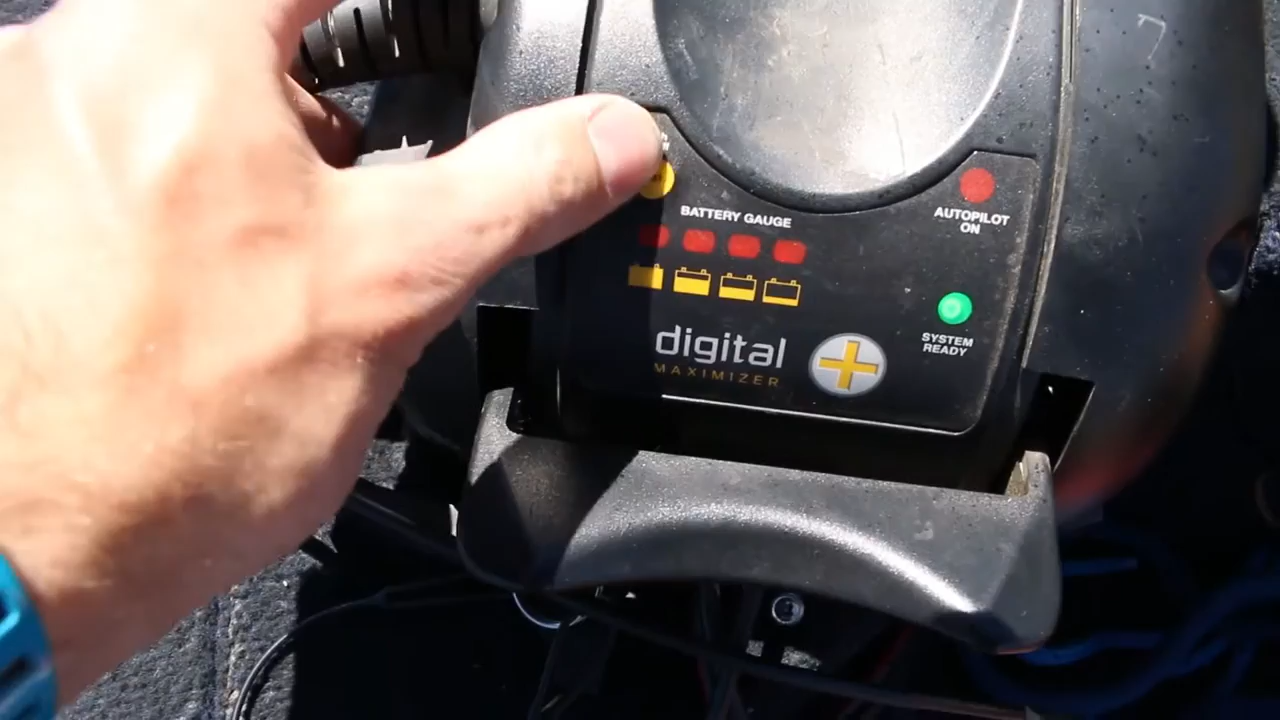 BATTERY GAUGE
AUTOPILOT
ON
SYSTEM
READY
digital
MAXIMIZER